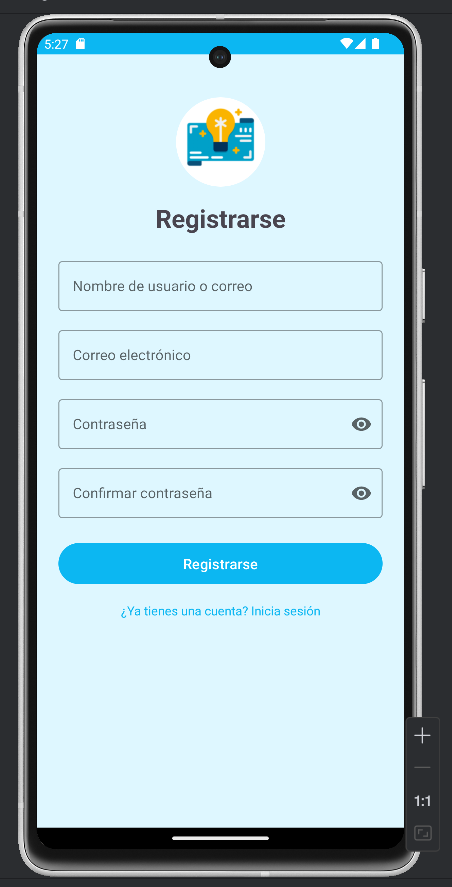 5:27
Registrarse
Nombre de usuario o correo
Correo electrónico
Contraseña
Confirmar contraseña
Registrarse
¿Ya tienes una cuenta? Inicia sesión
1:1